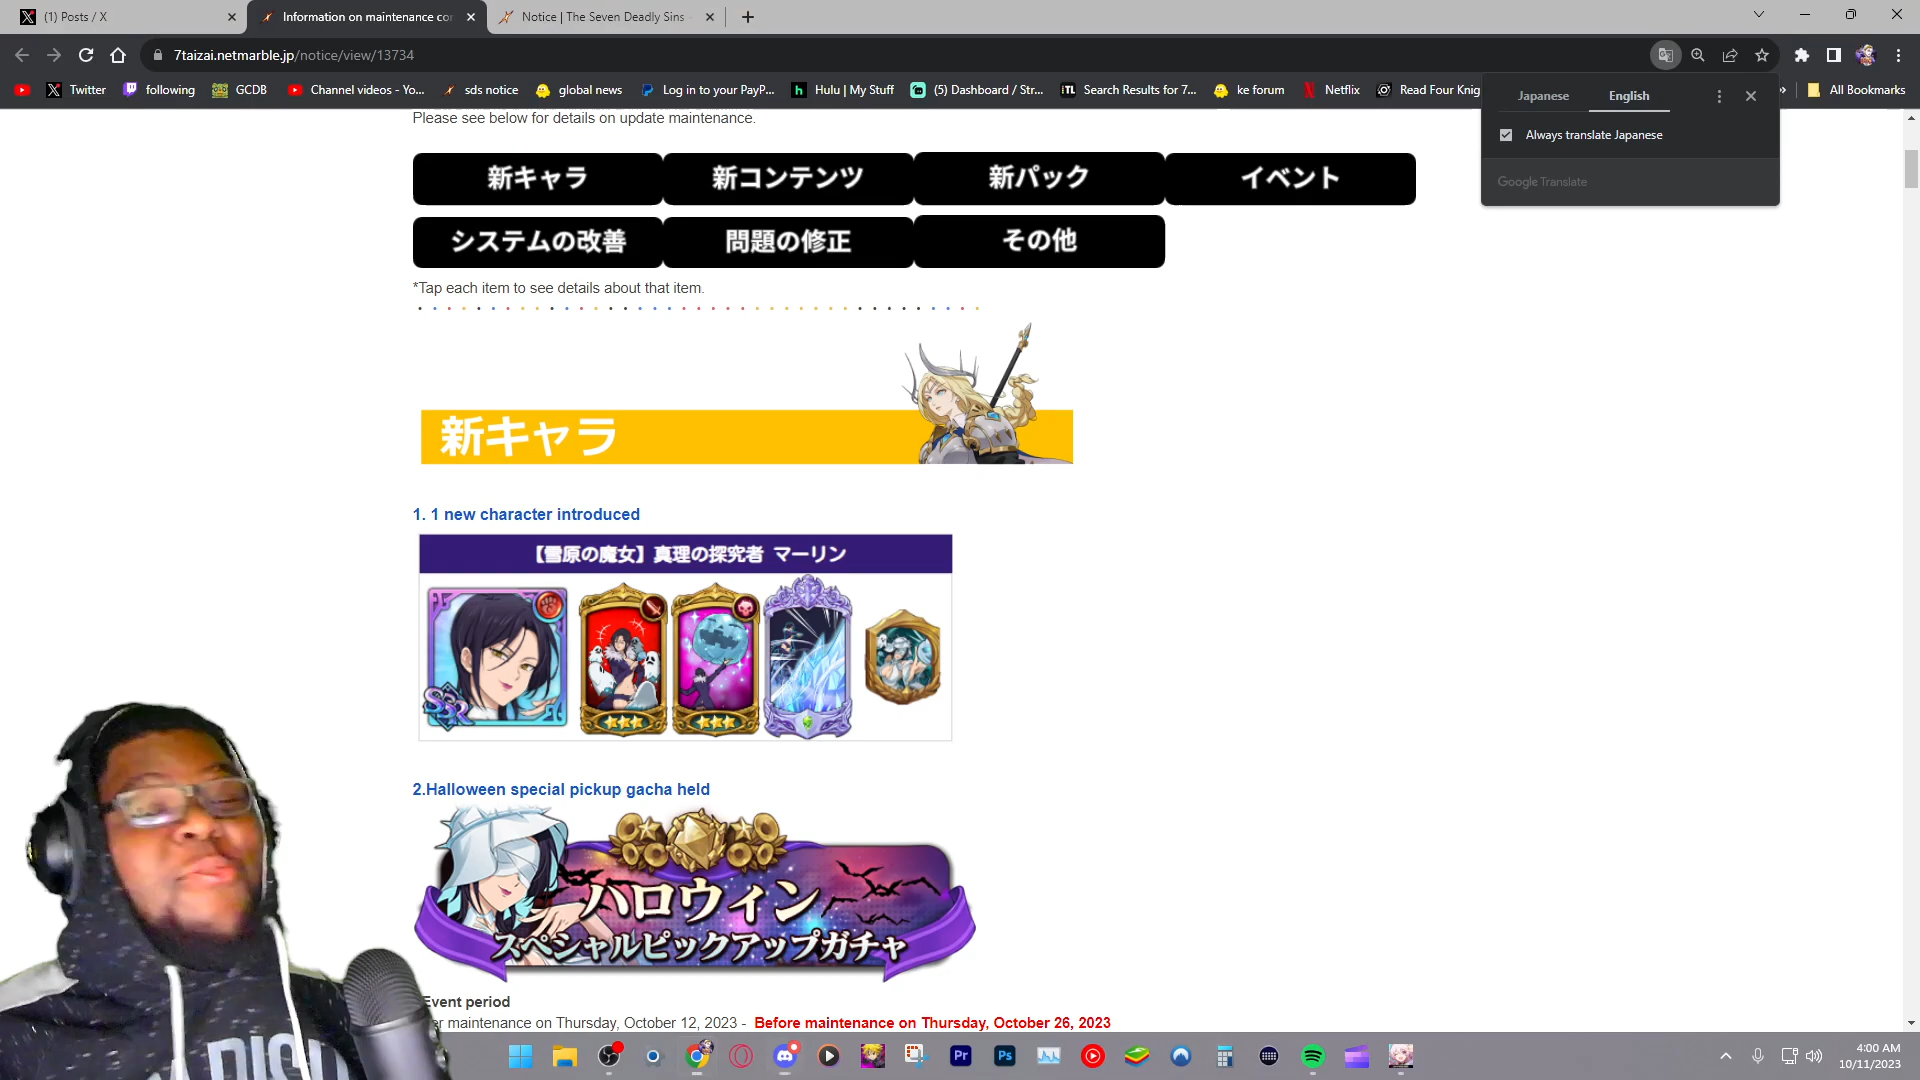 (1) Posts / X
Information on maintenance co
Notice | The Seven Deadly Sins
7taizai.netmarble.jp/notice/view/13734
Twitter
following
GCDB
Channel videos - Yo...
sds notice
global news
Log in to your PayP...
Hulu | My Stuff
(5) Dashboard / Str...
Search Results for 7...
ke forum
Netflix
Read Four Knig
All Bookmarks
Japanese
English
Always translate Japanese
Google Translate
Please see below for details on update maintenance.
新キャラ
新コンテンツ
新パック
イベント
システムの改善
問題の修正
その他
*Tap each item to see details about that item.
新キャラ
1. 1 new character introduced
【雪原の魔女】真理の探究者 マーリン
SSR
2.Halloween special pickup gacha held
ハロウィン
スペシャルピックアップガチャ
Event period
er maintenance on Thursday, October 12, 2023 - Before maintenance on Thursday, October 26, 2023
4:00 AM
10/11/2023